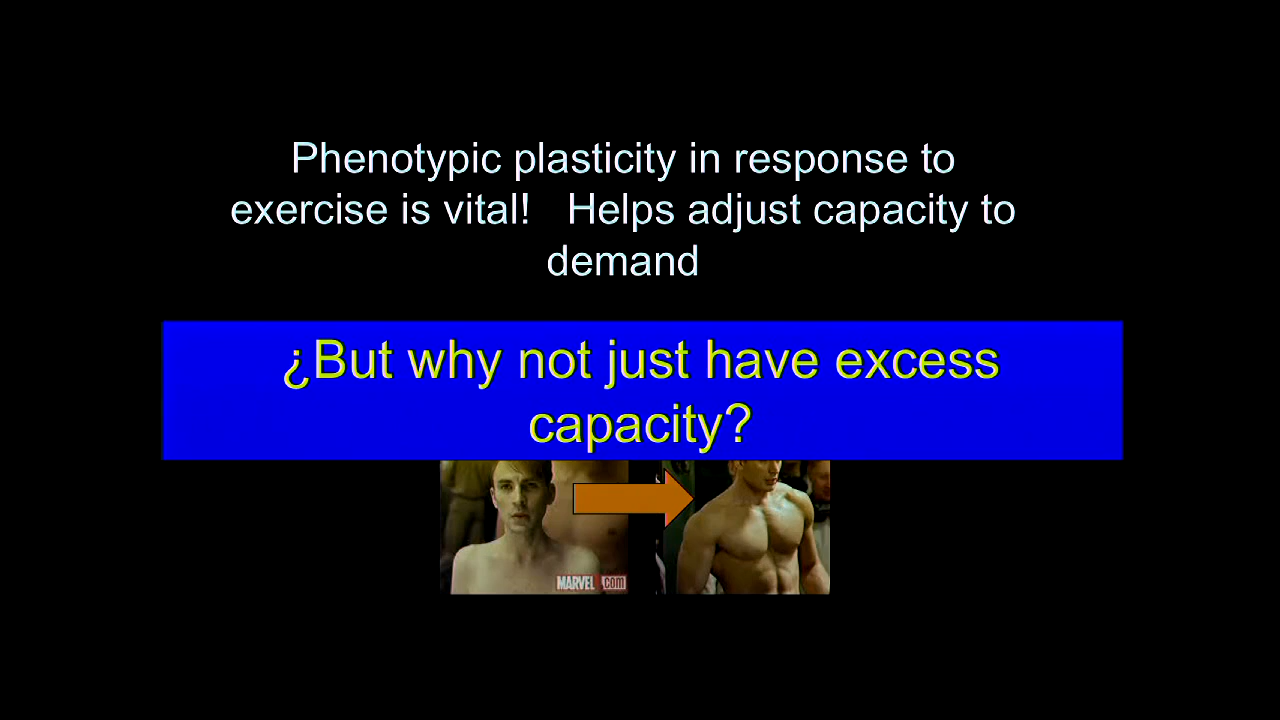 Phenotypic plasticity in response to
exercise is vital!   Helps adjust capacity to
demand
¿But why not just have excess
capacity?
MARVEL.com